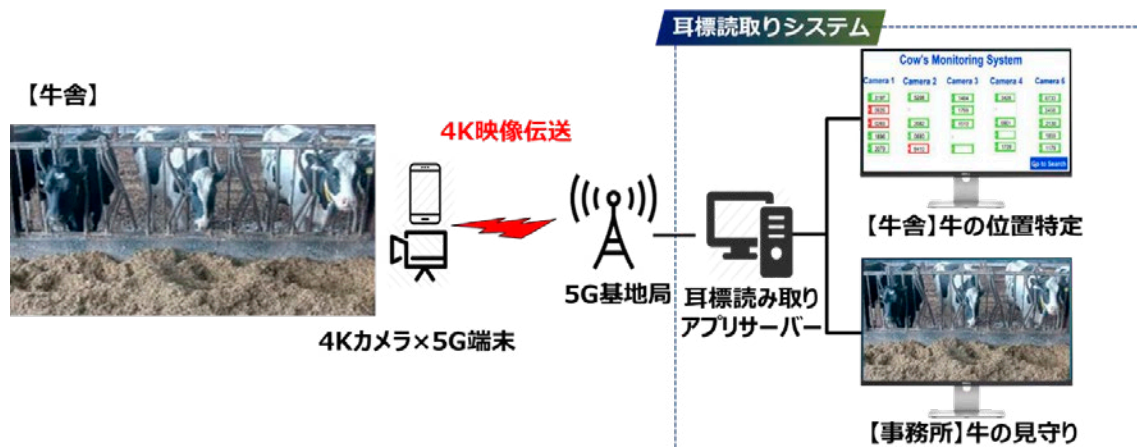 耳標読取りシステム
【牛舎】
4K映像伝送
4Kカメラ×5G端末
5G基地局
耳標読み取り
アプリサーバー
Cow's Monitoring System
Camera 1 Camera 2 Camera 3 Camera 4
Go to Search
【牛舎】牛の位置特定
【事務所】牛の見守り